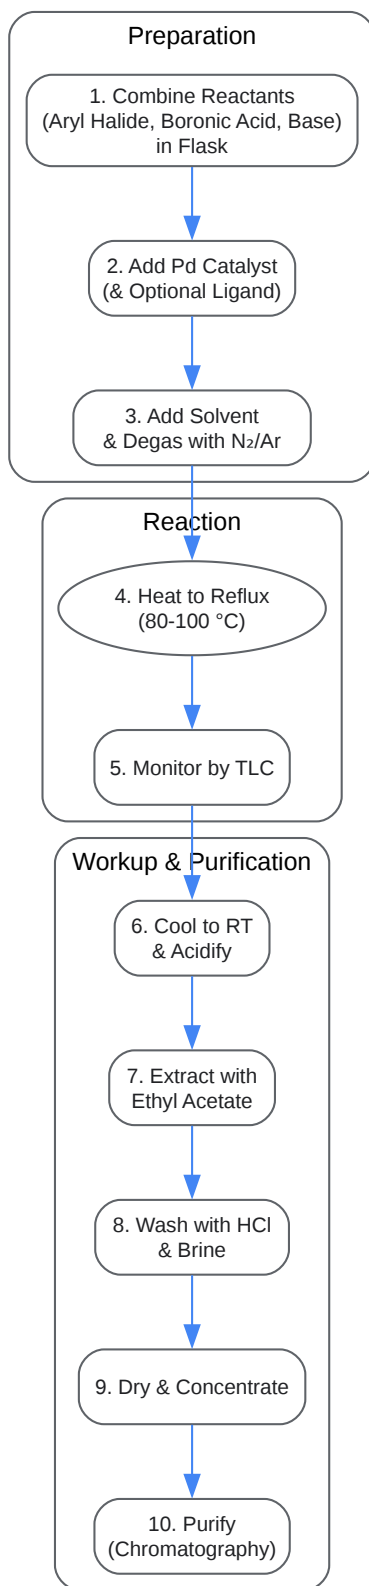 Preparation
1. Combine Reactants
(Aryl Halide, Boronic Acid, Base)
in Flask
2. Add Pd Catalyst
(& Optional Ligand)
3. Add Solvent
& Degas with N₂/Ar
Reaction
4. Heat to Reflux
(80-100 °C)
5. Monitor by TLC
Workup & Purification
6. Cool to RT
& Acidify
7. Extract with
Ethyl Acetate
8. Wash with HCl
& Brine
9. Dry & Concentrate
10. Purify
(Chromatography)